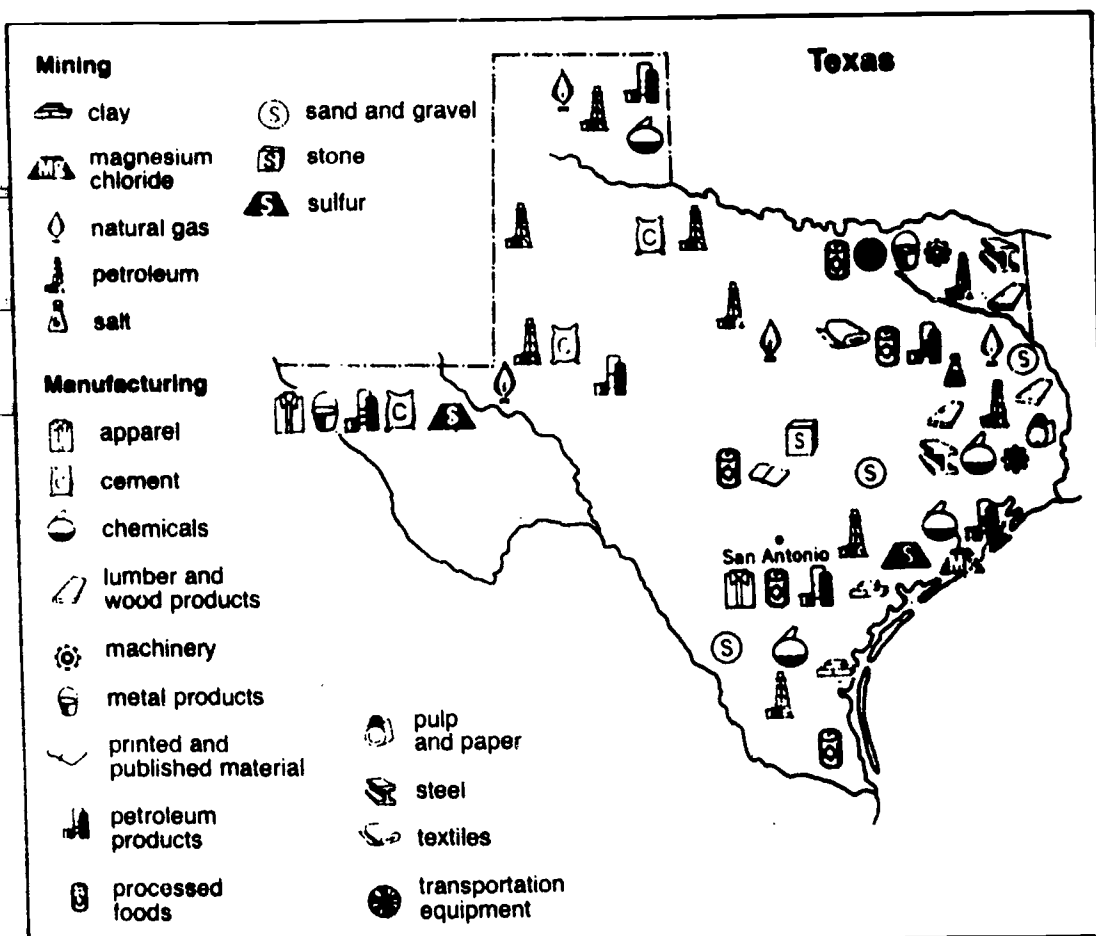 Texas
Mining
clay
magnesium
chloride
natural gas
petroleum
salt
S sand and gravel
S stone
S sulfur
Manufacturing
apparel
C cement
chemicals
lumber and
wood products
machinery
metal products
printed and
published material
petroleum
products
processed
foods
pulp
and paper
steel
textiles
transportation
equipment
C
C
C
S
S
S
S
San Antonio
S
S